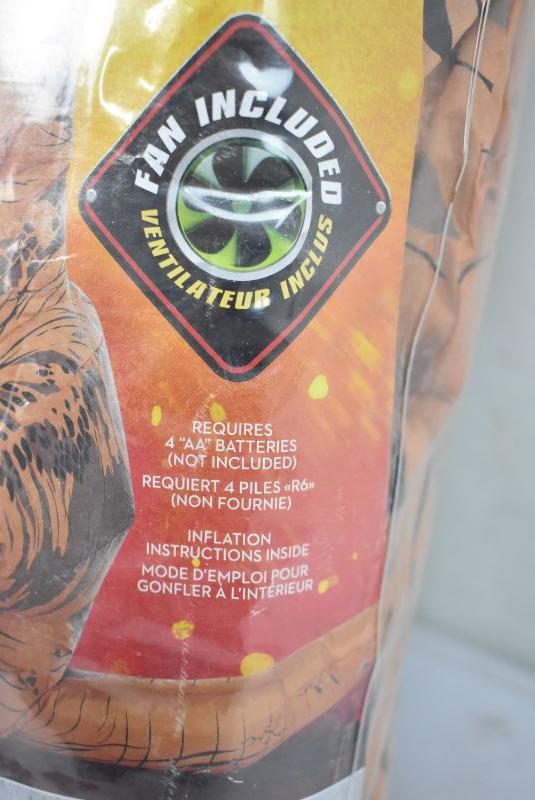 FAN INCLUDED
VENTILATEUR INCLUS
REQUIRES
4 "AA" BATTERIES
(NOT INCLUDED)
REQUIERT 4 PILES «R6»
(NON FOURNIE)
INFLATION
INSTRUCTIONS INSIDE
MODE D'EMPLOI POUR
GONFLER À L'INTÉRIEUR